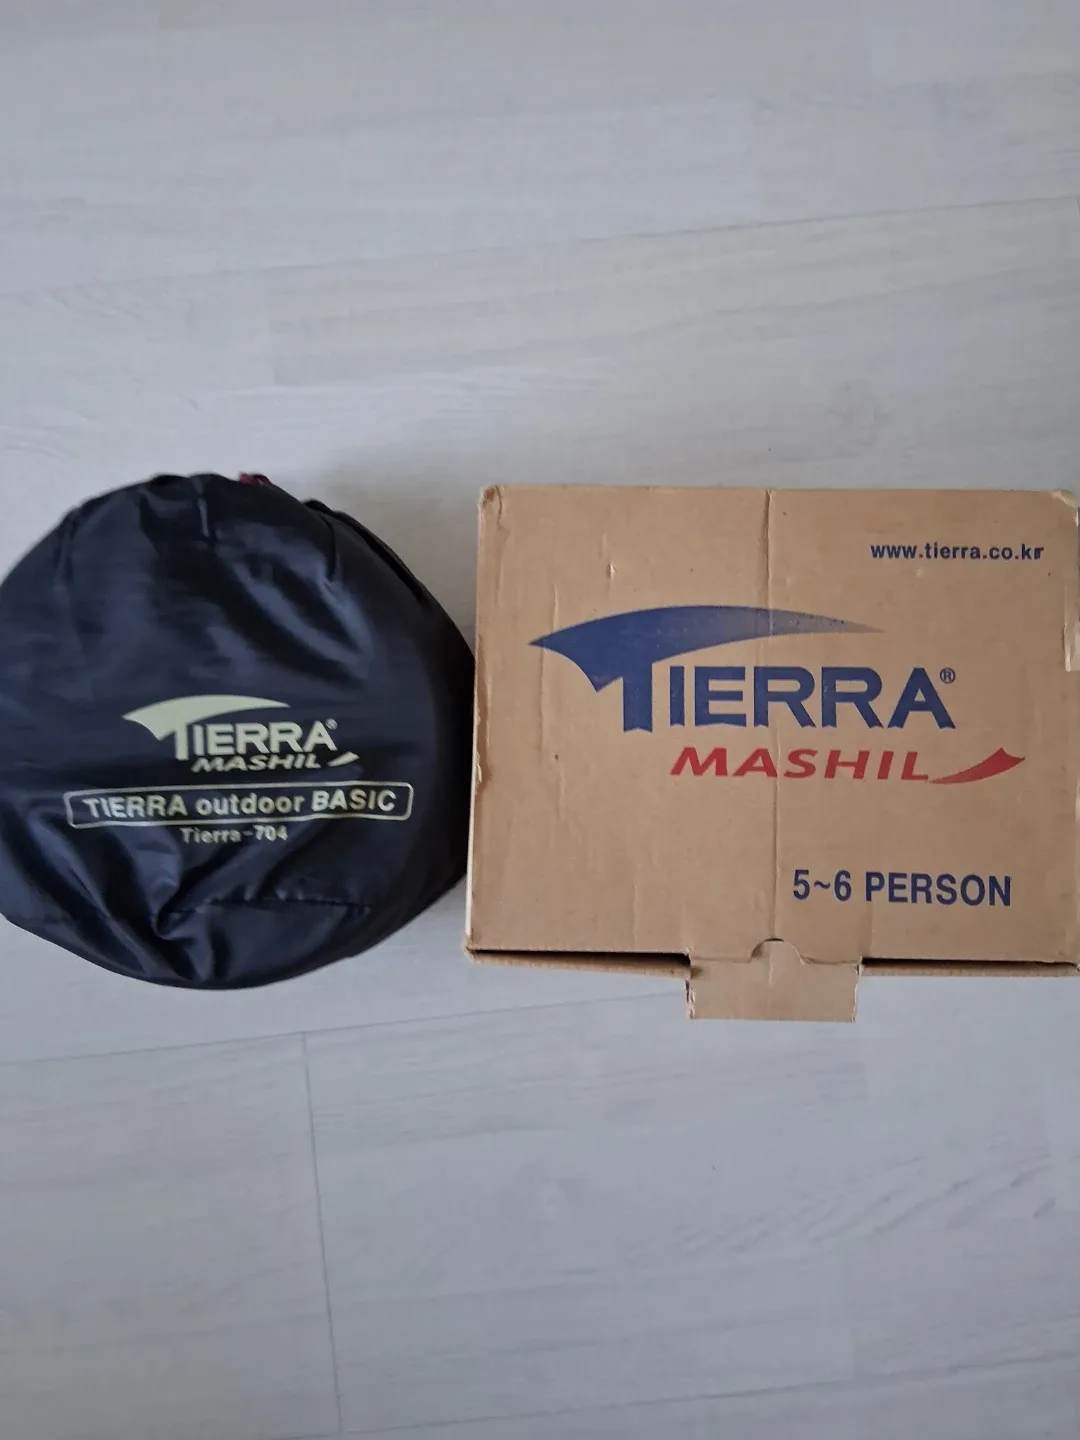 TIERRA®
MASHIL
TIERRA outdoor BASIC
Tierra-704
www.tierra.co.kr
TIERRA®
MASHIL
5~6 PERSON